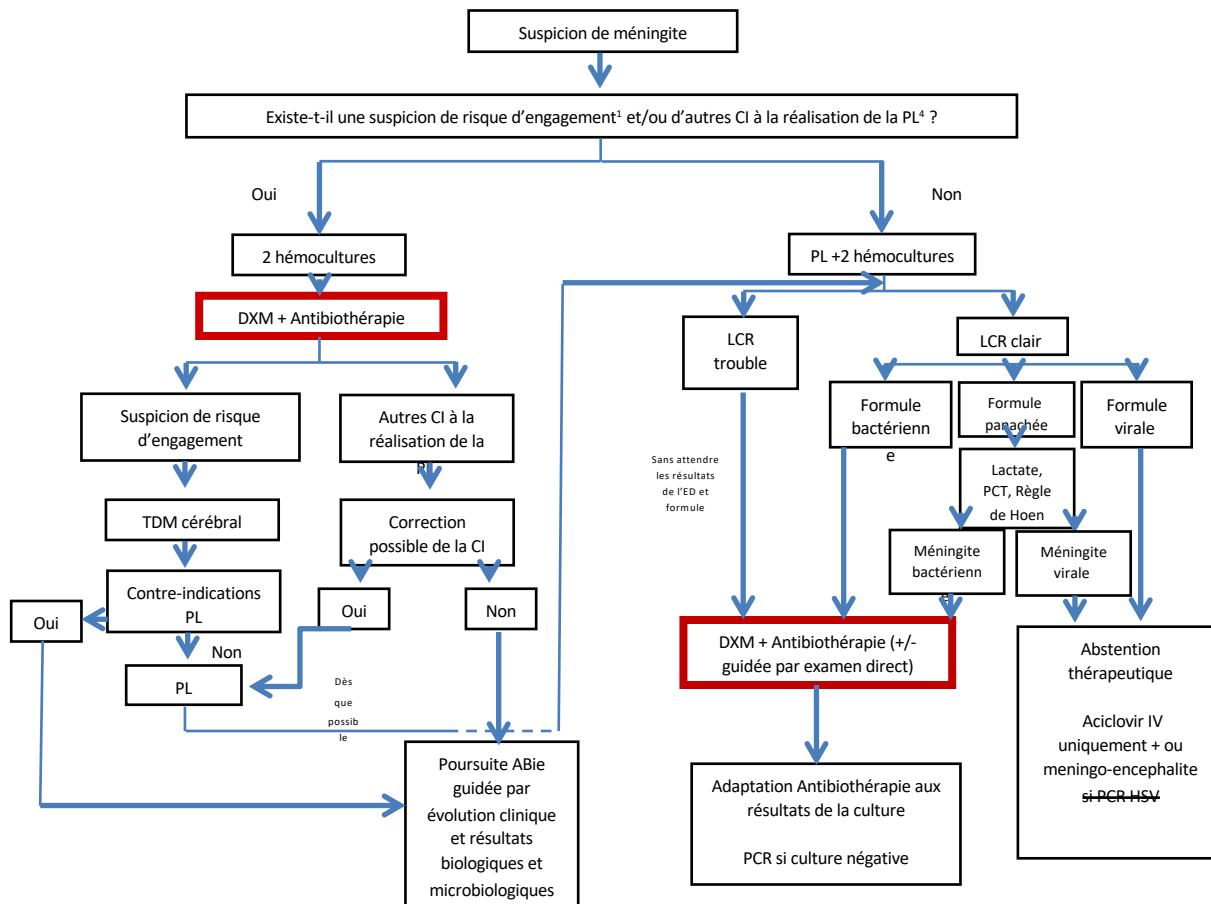 Suspicion de méningite
Existe-t-il une suspicion de risque d’engagement¹ et/ou d’autres CI à la réalisation de la PL⁴ ?
Oui
Non
2 hémocultures
PL +2 hémocultures
DXM + Antibiothérapie
LCR
trouble
LCR clair
Suspicion de risque
d’engagement
Autres CI à la
réalisation de la
P
Formule
bactérienn
e
Formule
panachée
Formule
virale
Sans attendre
les résultats
de l’ED et
formule
Lactate,
PCT, Règle
de Hoen
TDM cérébral
Correction
possible de la CI
Méningite
bactérienn
Méningite
virale
Contre-indications
PL
Oui
Oui
Non
Non
PL
Dès
que
possib
le
DXM + Antibiothérapie (+/-
guidée par examen direct)
Abstention
thérapeutique
Aciclovir IV
uniquement + ou
meningo-encephalite
si PCR HSV
Poursuite ABie
guidée par
évolution clinique
et résultats
biologiques et
microbiologiques
Adaptation Antibiothérapie aux
résultats de la culture
PCR si culture négative